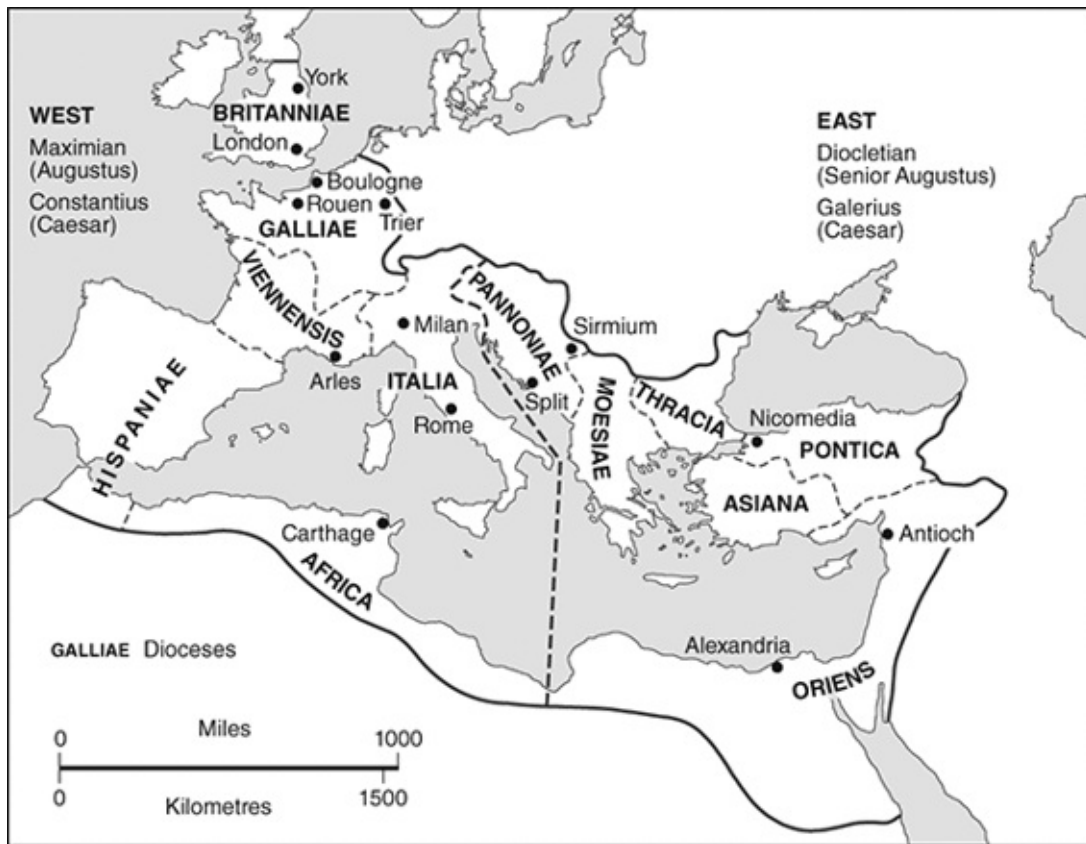 WEST
Maximian
(Augustus)
Constantius
(Caesar)
EAST
Diocletian
(Senior Augustus)
Galerius
(Caesar)
York
BRITANNIAE
London
Boulogne
Rouen
Trier
GALLIAE
VIENNENSIS
Arles
HISPANIAE
Milan
ITALIA
Rome
PANNONIAE
Sirmium
Split
MOESIAE
THRACIA
Nicomedia
PONTICA
ASIANA
Antioch
Carthage
AFRICA
Alexandria
ORIENS
GALLIAE Dioceses
0 Miles 1000
0 1500
Kilometres